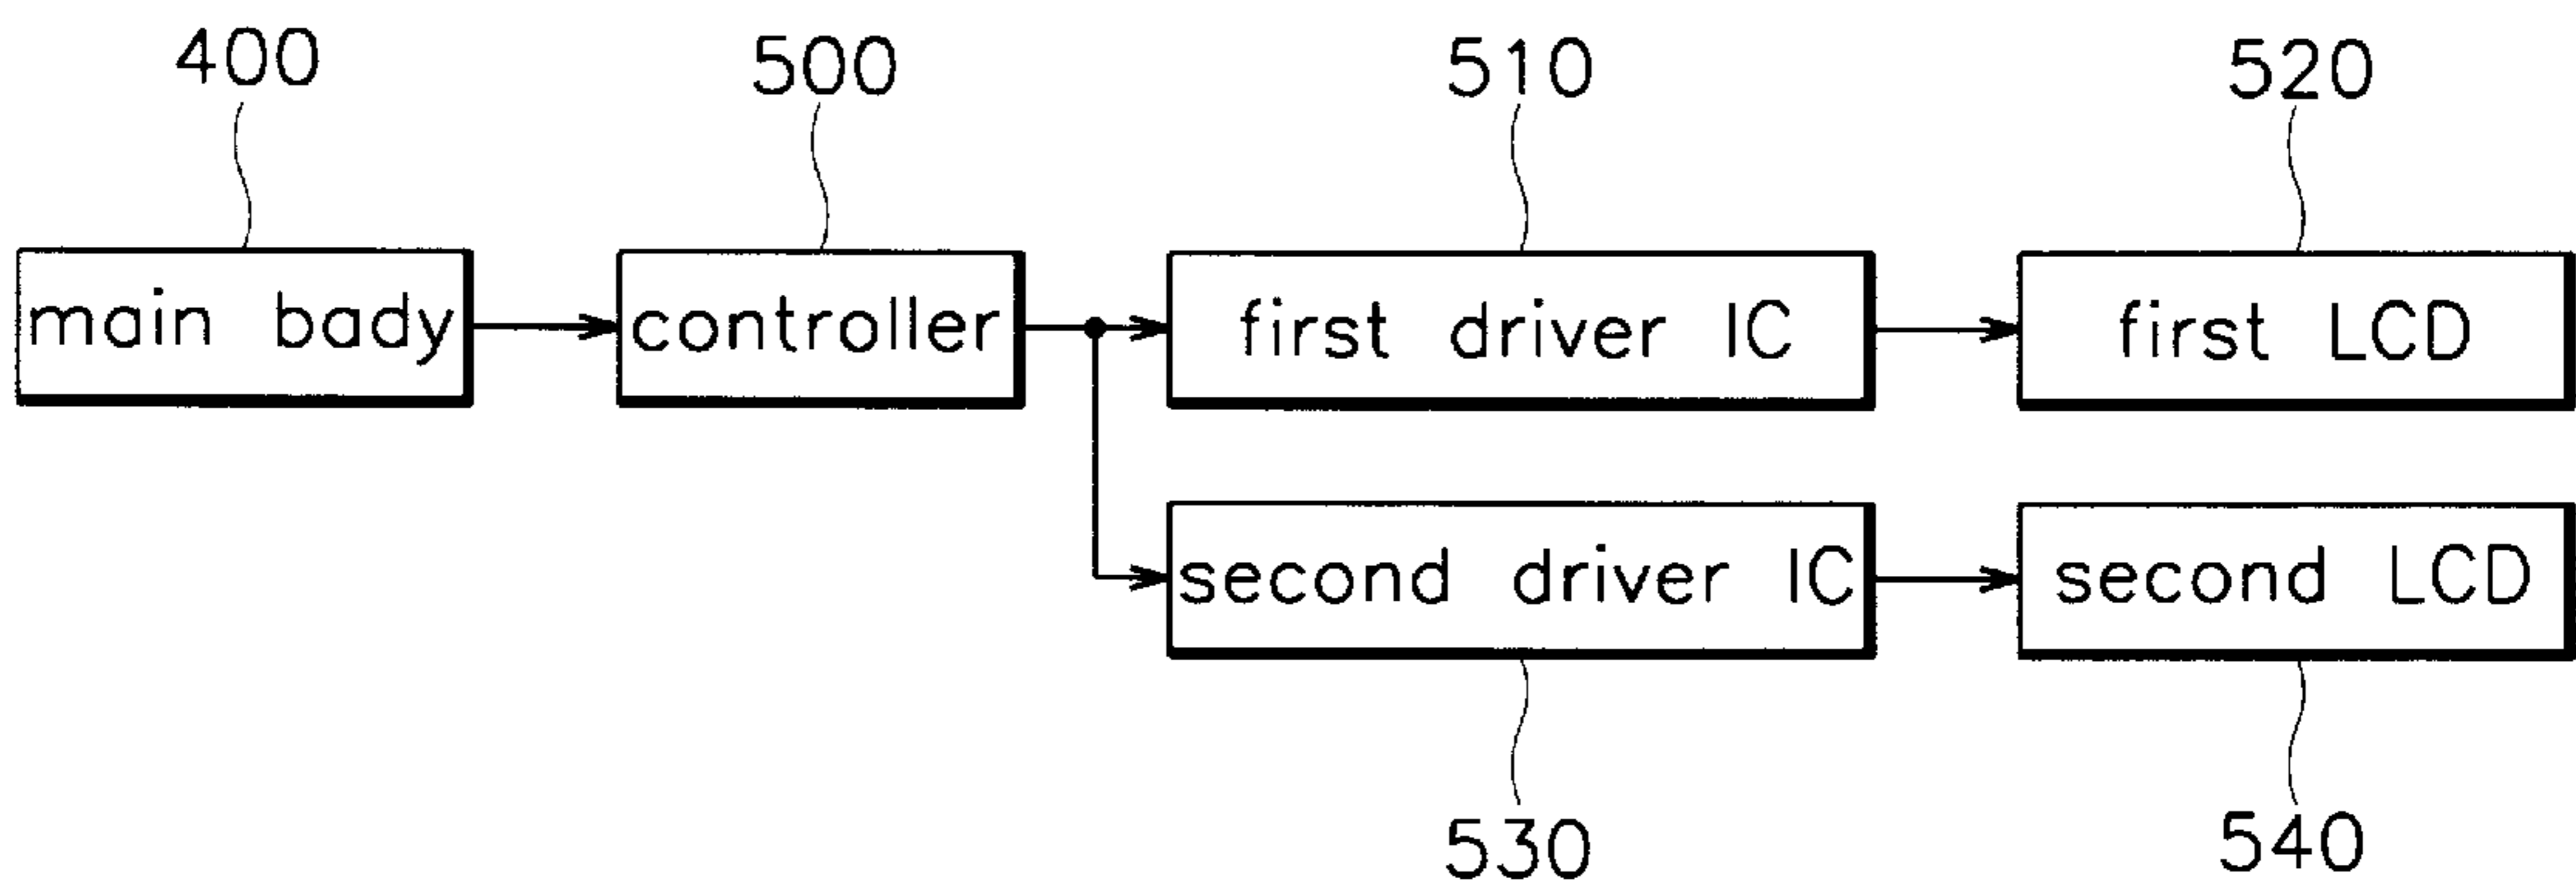 400 500 510 520
main bady controller first driver IC first LCD
second driver IC second LCD
530 540